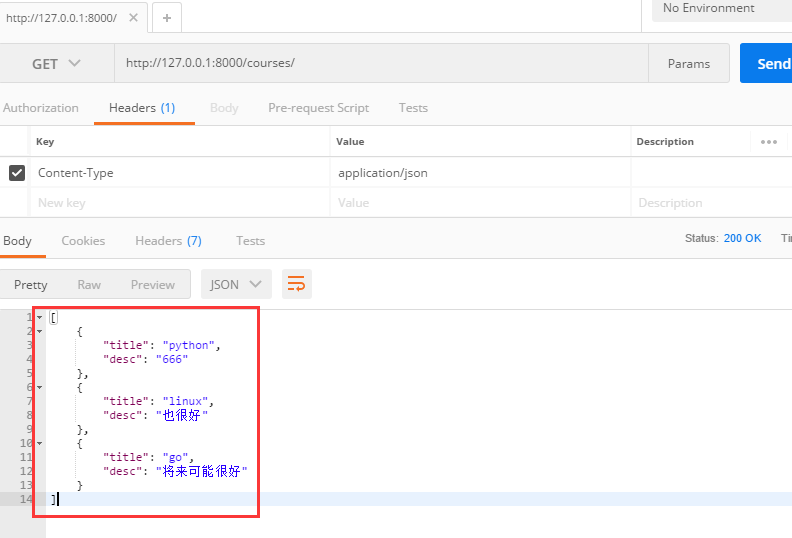 http://127.0.0.1:8000/ × +
No Environment
GET http://127.0.0.1:8000/courses/ Params Send
Authorization Headers (1) Body Pre-request Script Tests
Key Value Description •••
Content-Type application/json
New key Value Description
Body Cookies Headers (7) Tests Status: 200 OK
Pretty Raw Preview JSON
1 [
2 {
3 "title": "python",
4 "desc": "666"
5 },
6 {
7 "title": "linux",
8 "desc": "也很好"
9 },
10 {
11 "title": "go",
12 "desc": "将来可能很好"
13 }
14 ]